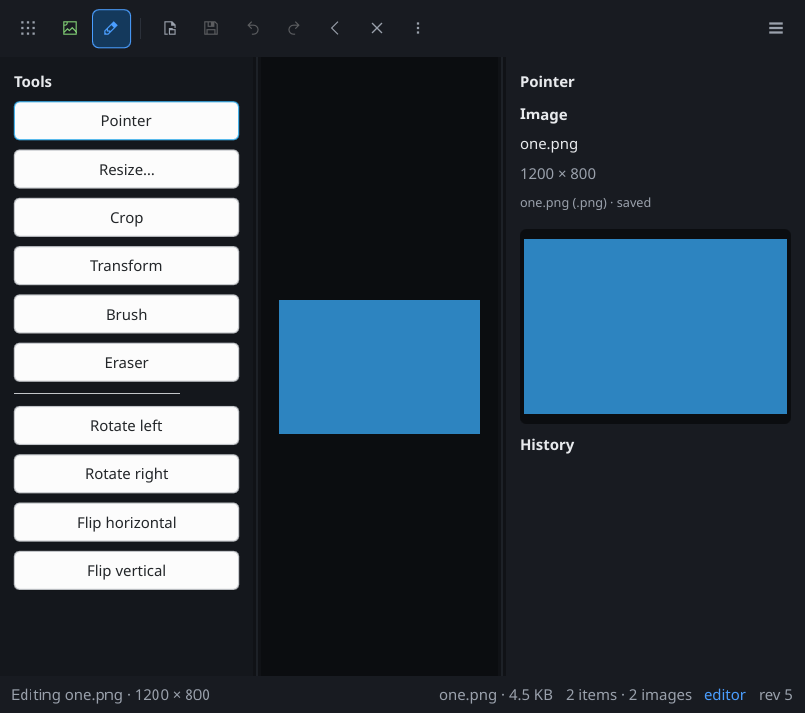 Tools
Pointer
Resize...
Crop
Transform
Brush
Eraser
Rotate left
Rotate right
Flip horizontal
Flip vertical
Pointer
Image
one.png
1200 × 800
one.png (.png) · saved
History
Editing one.png · 1200 × 800
one.png · 4.5 KB 2 items · 2 images editor rev 5